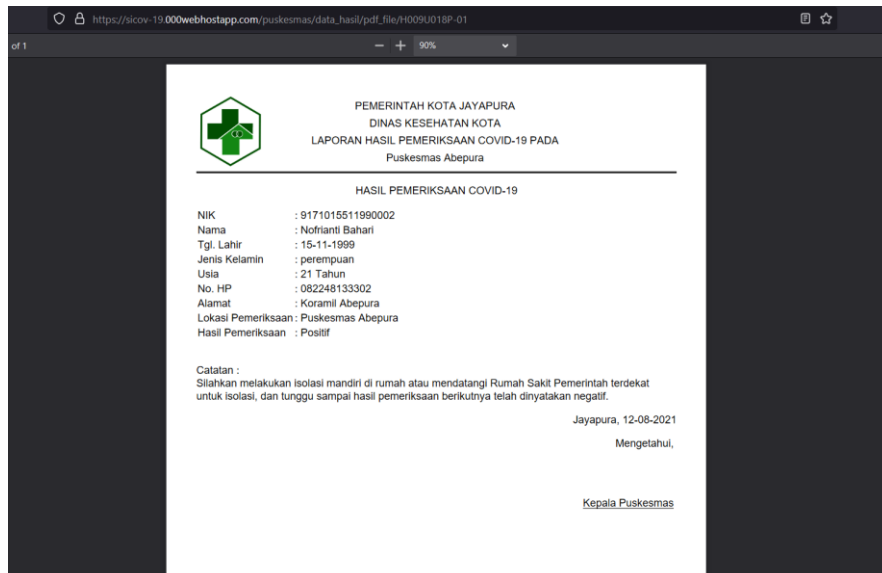 https://sicov-19.000webhostapp.com/puskesmas/data_hasil/pdf_file/H009U018P-01
of 1
90%
PEMERINTAH KOTA JAYAPURA
DINAS KESEHATAN KOTA
LAPORAN HASIL PEMERIKSAAN COVID-19 PADA
Puskesmas Abepura
HASIL PEMERIKSAAN COVID-19
NIK : 9171015511990002
Nama : Nofrianti Bahari
Tgl. Lahir : 15-11-1999
Jenis Kelamin : perempuan
Usia : 21 Tahun
No. HP : 082248133302
Alamat : Koramil Abepura
Lokasi Pemeriksaan : Puskesmas Abepura
Hasil Pemeriksaan : Positif
Catatan :
Silahkan melakukan isolasi mandiri di rumah atau mendatangi Rumah Sakit Pemerintah terdekat
untuk isolasi, dan tunggu sampai hasil pemeriksaan berikutnya telah dinyatakan negatif.
Jayapura, 12-08-2021
Mengetahui,
Kepala Puskesmas